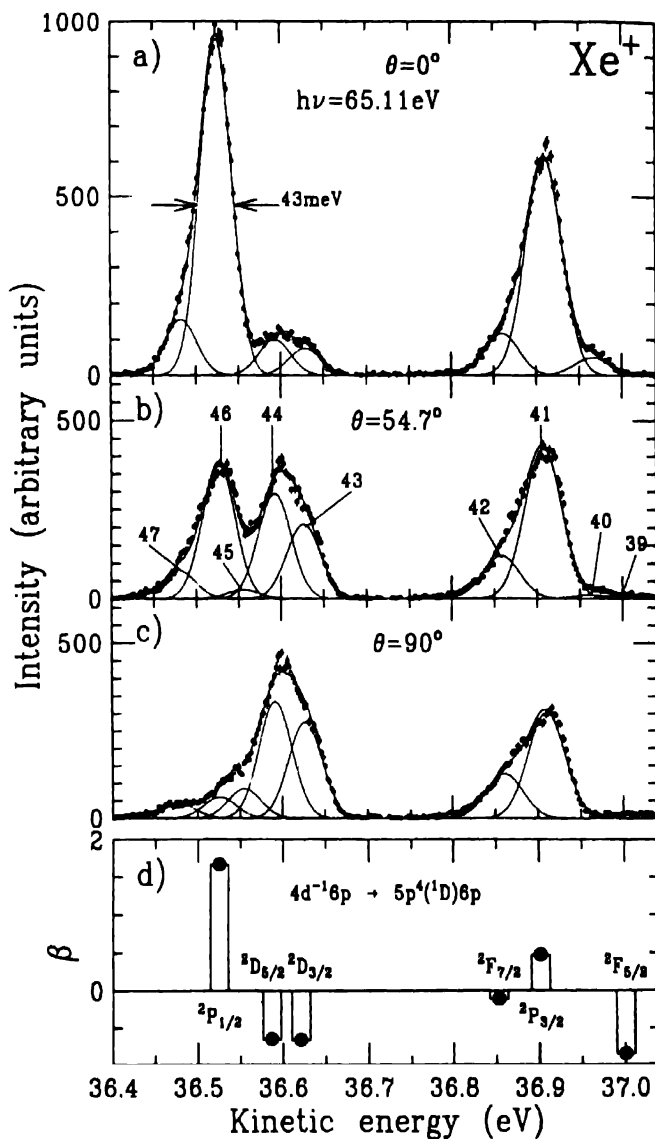 1000
a)
θ=0°
Xe+
hν=65.11eV
500
43meV
0
b)
46
44
θ=54.7°
41
500
43
42
47
45
40
39
0
c)
θ=90°
500
0
Intensity (arbitrary units)
2
d)
4d⁻¹6p → 5p⁴(¹D)6p
β
²D5/2
²D3/2
²F7/2
²F5/2
0
²P1/2
²P3/2
36.4 36.5 36.6 36.7 36.8 36.9 37.0
Kinetic energy (eV)